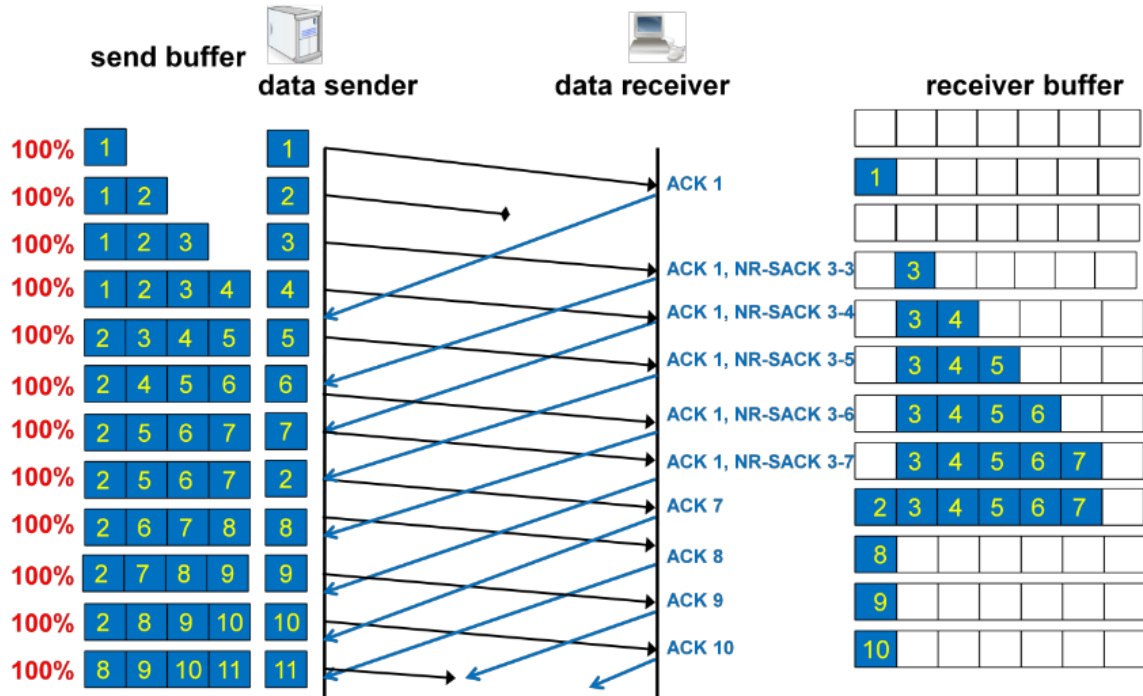 send buffer
data sender
data receiver
receiver buffer
100% 1 1
ACK 1
1
100% 1 2 2
100% 1 2 3 3
ACK 1, NR-SACK 3-3
3
100% 1 2 3 4 4
ACK 1, NR-SACK 3-4
3 4
100% 2 3 4 5 5
ACK 1, NR-SACK 3-5
3 4 5
100% 2 4 5 6 6
ACK 1, NR-SACK 3-6
3 4 5 6
100% 2 5 6 7 7
ACK 1, NR-SACK 3-7
3 4 5 6 7
100% 2 5 6 7 2
ACK 7
2 3 4 5 6 7
100% 2 6 7 8 8
ACK 8
8
100% 2 7 8 9 9
ACK 9
9
100% 2 8 9 10 10
ACK 10
10
100% 8 9 10 11 11